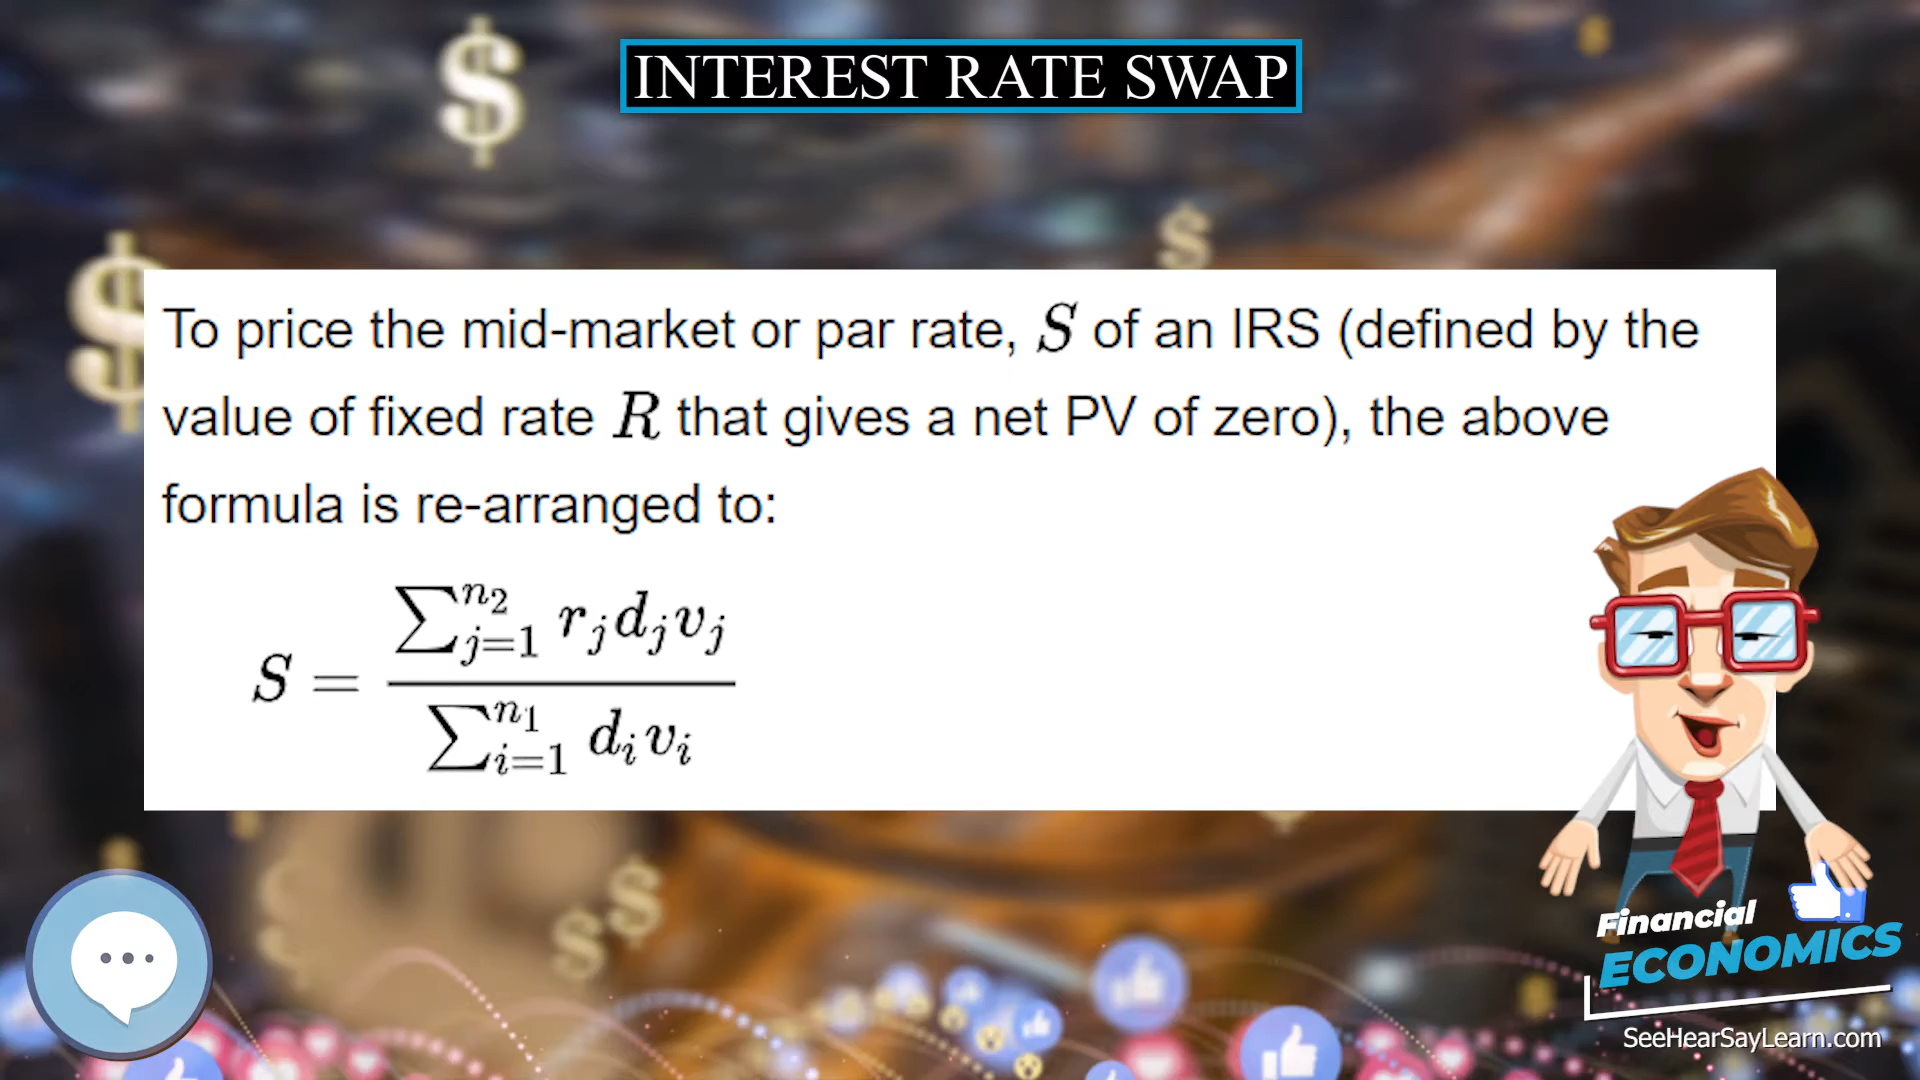 INTEREST RATE SWAP
To price the mid-market or par rate, S of an IRS (defined by the
value of fixed rate R that gives a net PV of zero), the above
formula is re-arranged to:
S = \frac{\sum_{j=1}^{n_2} r_j d_j v_j}{\sum_{i=1}^{n_1} d_i v_i}
Financial
ECONOMICS
SeeHearSayLearn.com